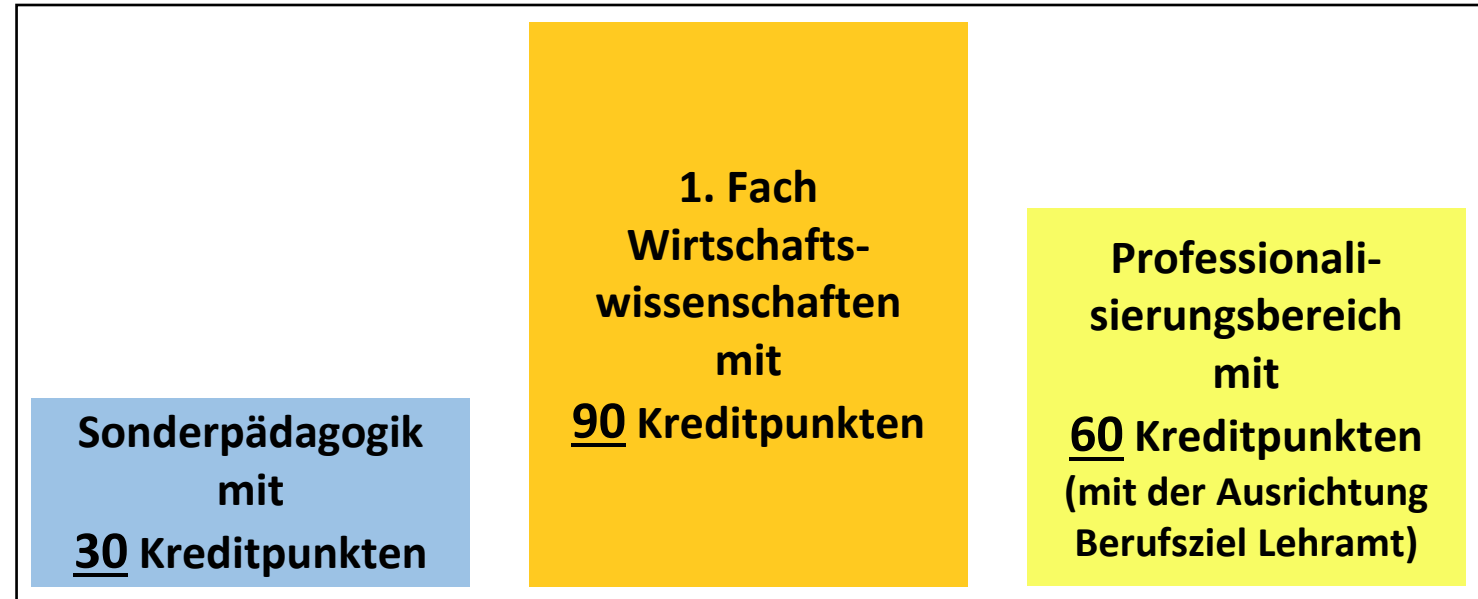 Sonderpädagogik
mit
30 Kreditpunkten
1. Fach
Wirtschafts-
wissenschaften
mit
90 Kreditpunkten
Professionali-
sierungsbereich
mit
60 Kreditpunkten
(mit der Ausrichtung
Berufsziel Lehramt)